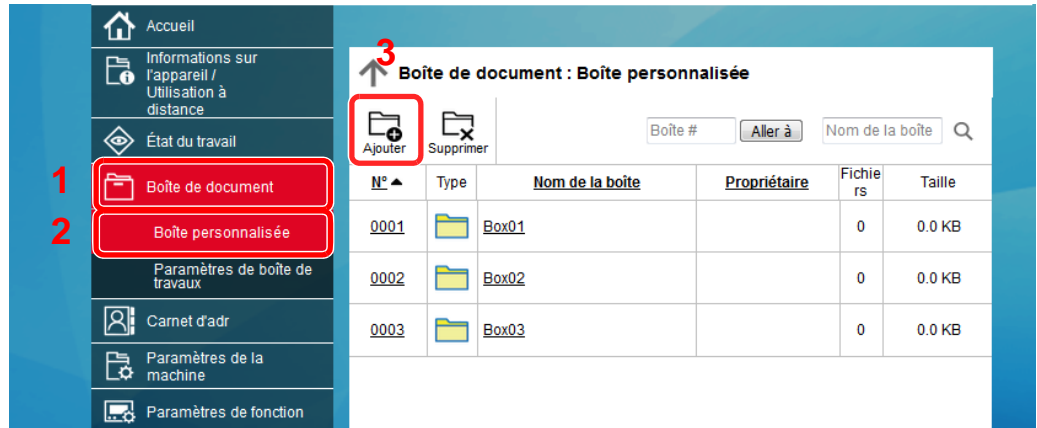 Accueil
Informations sur
l'appareil /
Utilisation à
distance
État du travail
1
Boîte de document
2
Boîte personnalisée
Paramètres de boîte de
travaux
Carnet d'adr
Paramètres de la
machine
Paramètres de fonction
3
Boîte de document : Boîte personnalisée
Ajouter
Supprimer
Boîte #
Aller à
Nom de la boîte
N° Type Nom de la boîte Propriétaire Fichie
rs Taille
0001 Box01 0 0.0 KB
0002 Box02 0 0.0 KB
0003 Box03 0 0.0 KB